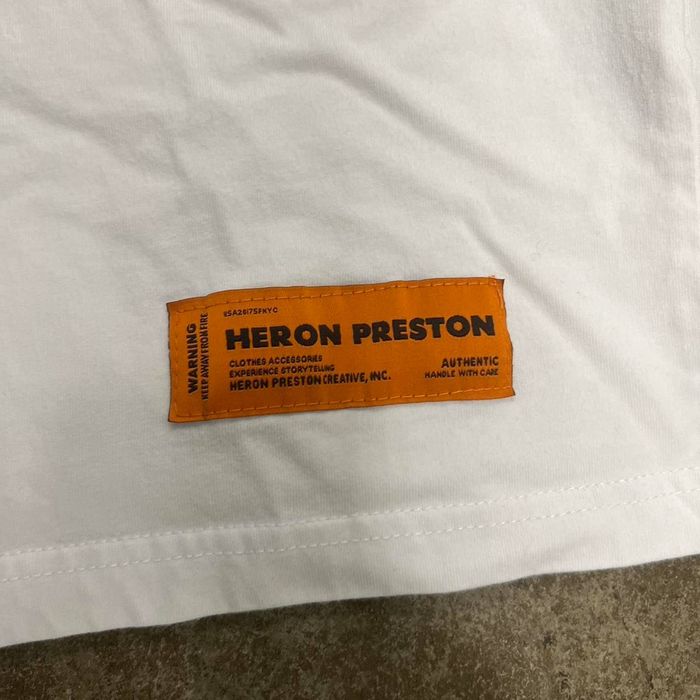 WARNING
KEEP AWAY FROM FIRE
HERON PRESTON
CLOTHES ACCESSORIES
EXPERIENCE STORYTELLING
HERON PRESTON CREATIVE, INC.
AUTHENTIC
HANDLE WITH CARE